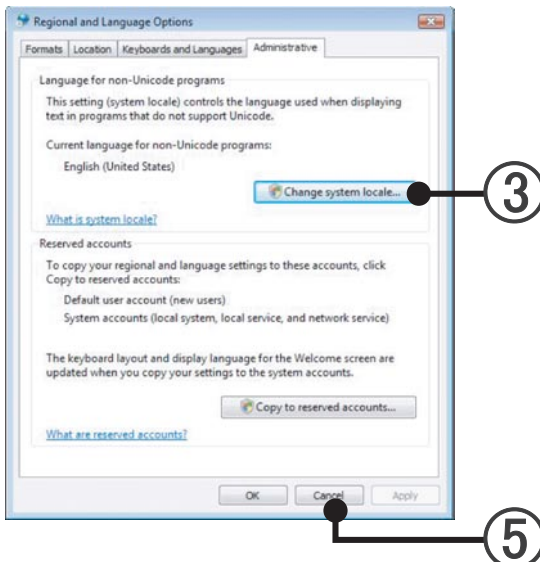 Regional and Language Options
Formats Location Keyboards and Languages Administrative
Language for non-Unicode programs
This setting (system locale) controls the language used when displaying
text in programs that do not support Unicode.
Current language for non-Unicode programs:
English (United States)
Change system locale...
③
What is system locale?
Reserved accounts
To copy your regional and language settings to these accounts, click
Copy to reserved accounts:
Default user account (new users)
System accounts (local system, local service, and network service)
The keyboard layout and display language for the Welcome screen are
updated when you copy your settings to the system accounts.
Copy to reserved accounts...
What are reserved accounts?
OK Cancel Apply
⑤